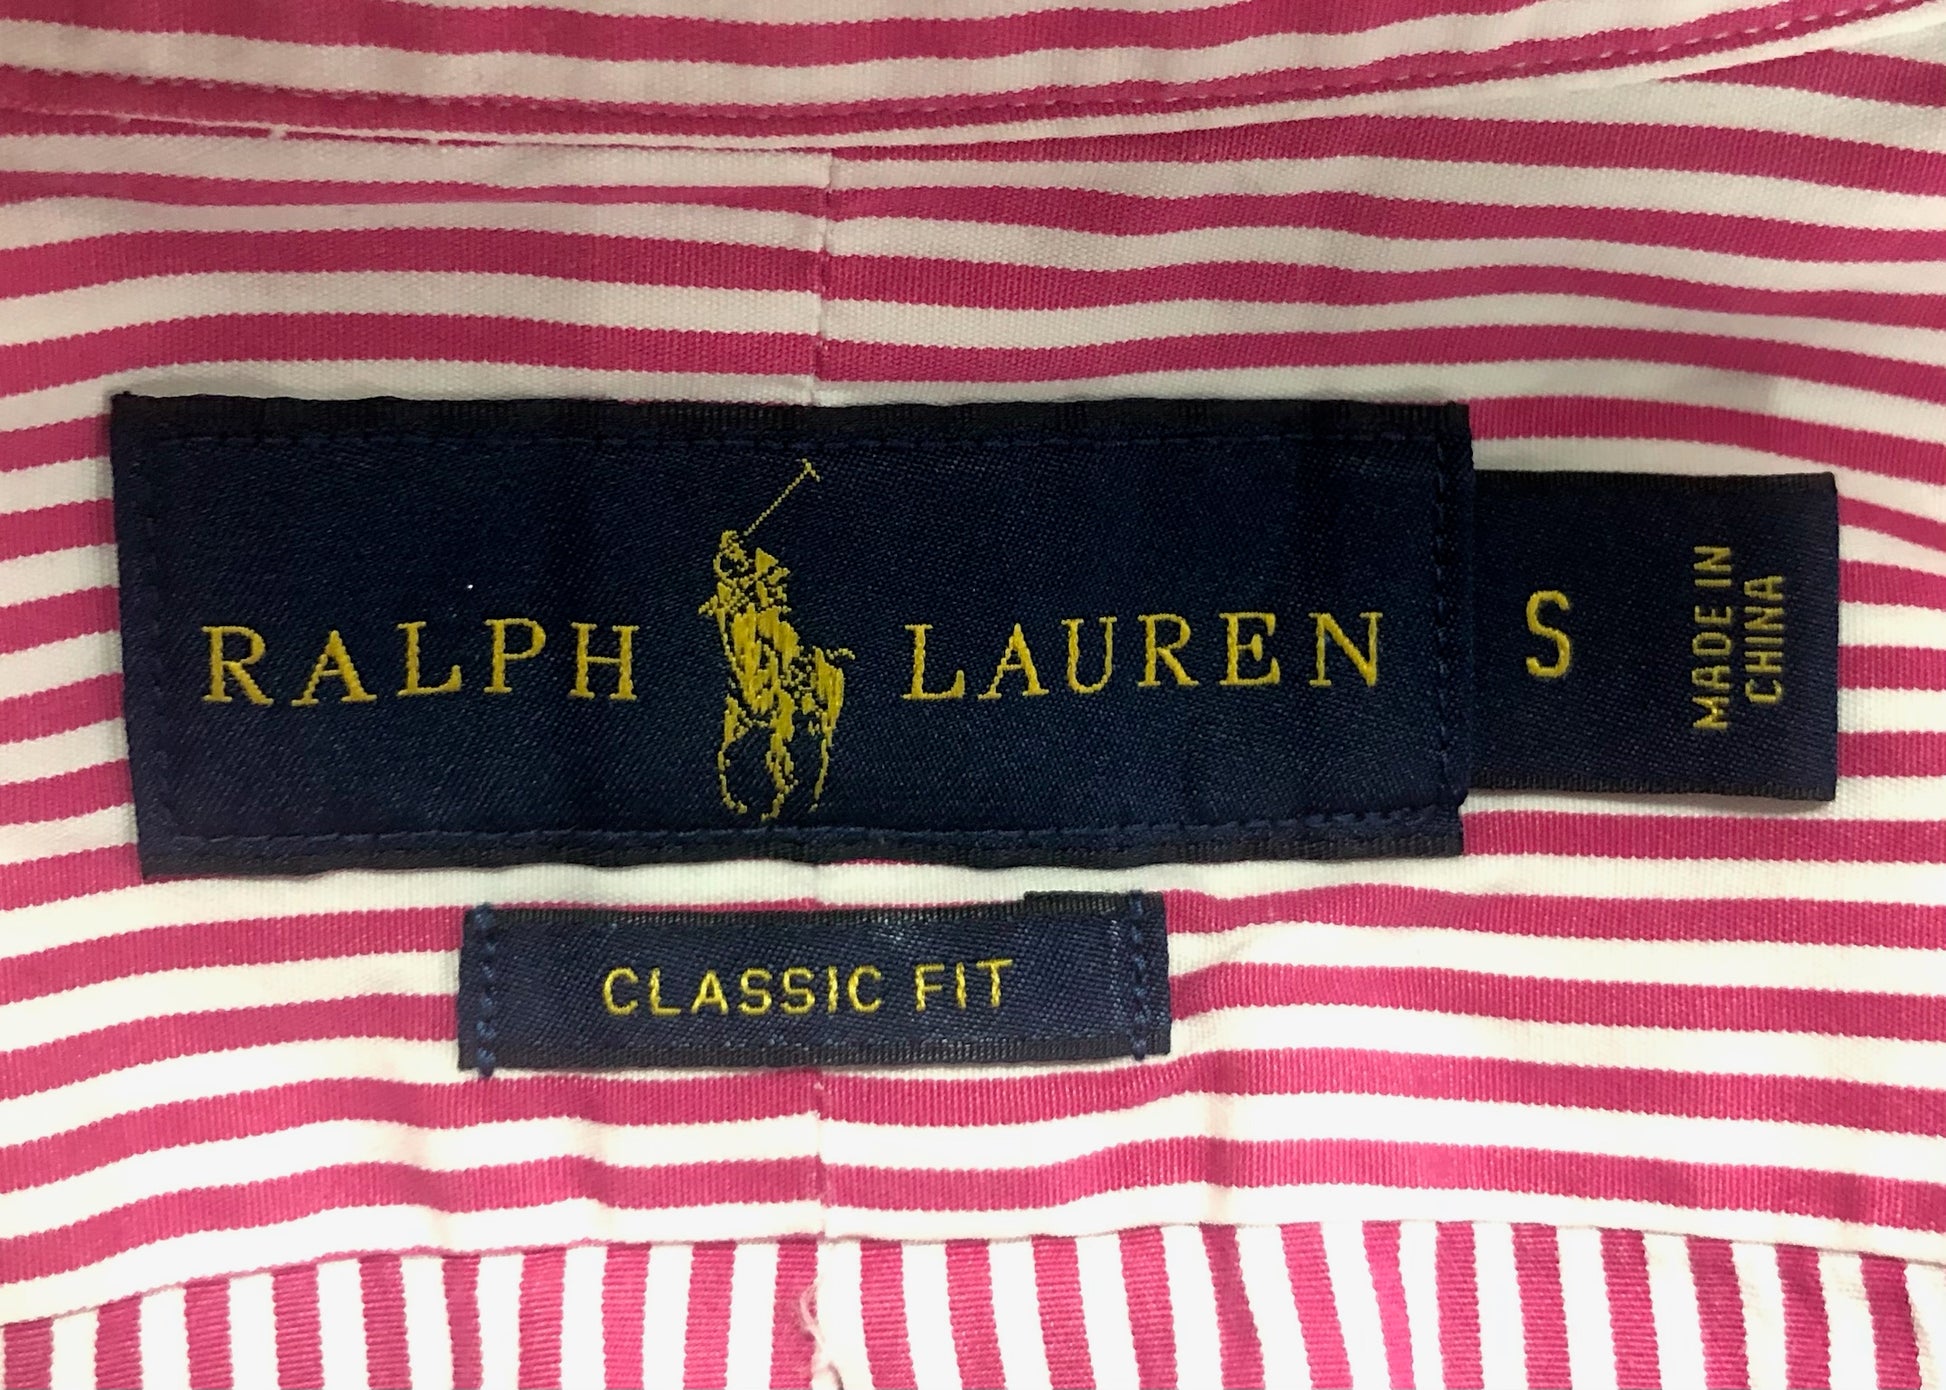 RALPH LAUREN
S
MADE IN
CHINA
CLASSIC FIT